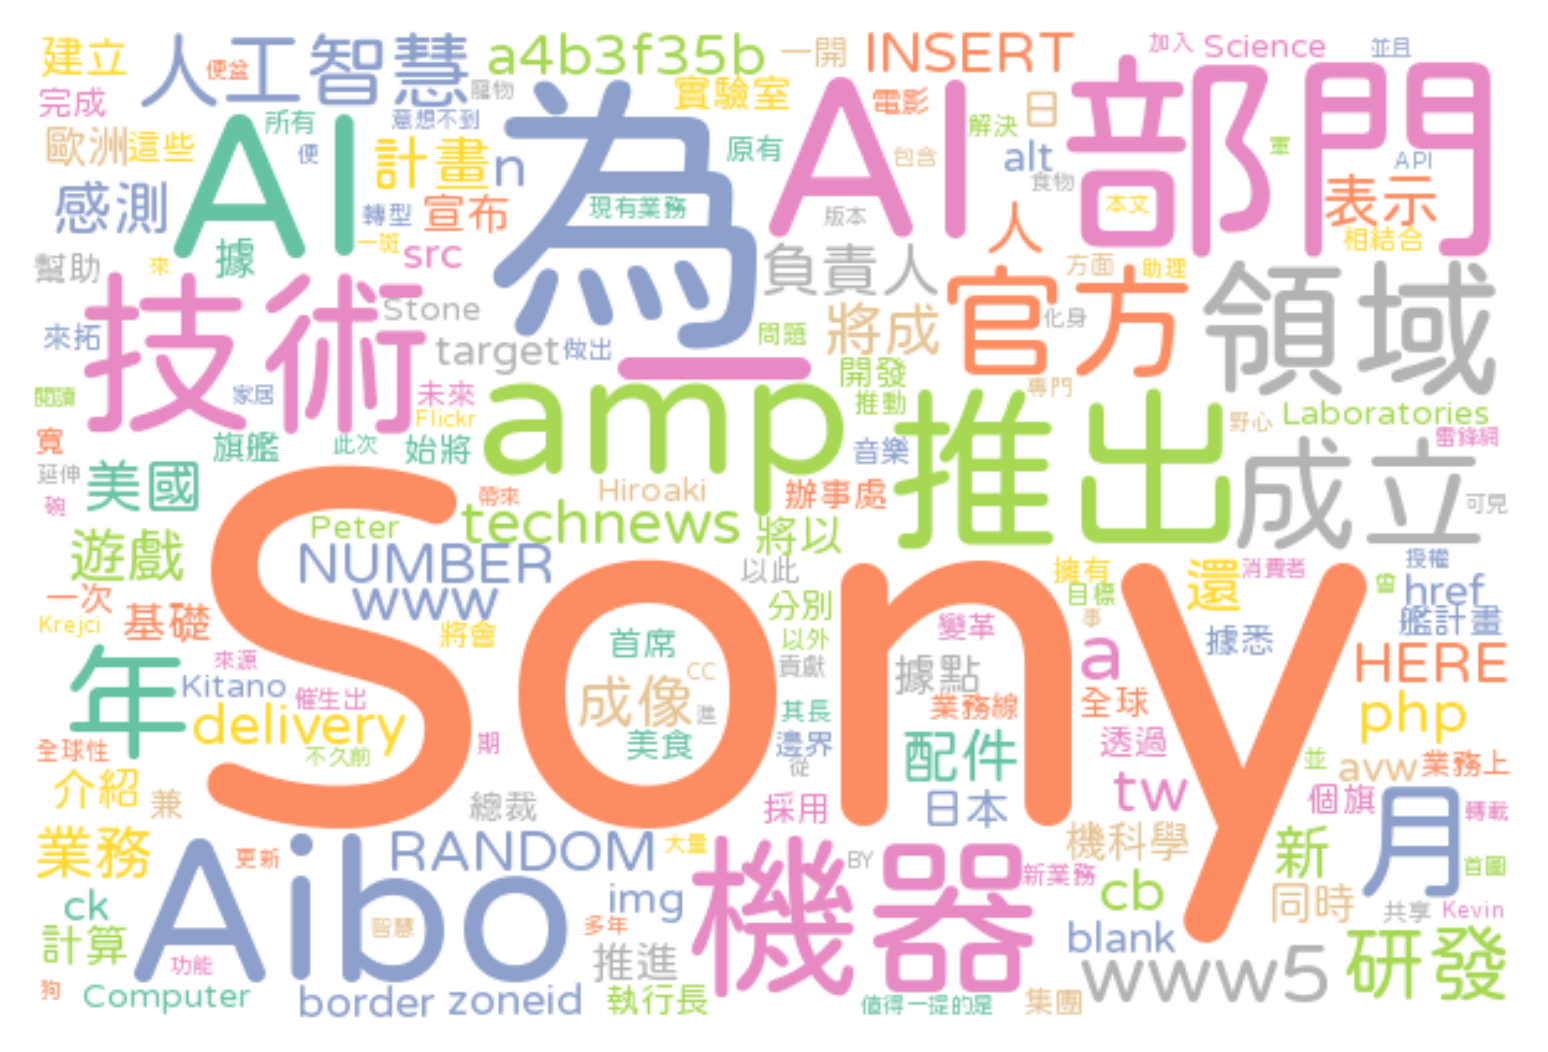 建立
人工智慧
便盆
a4b3f35b
一開
INSERT
加入
Science
並且
完成
寵物
實驗室
電影
日
AI
部門
歐洲
這些
所有
便
意想不到
計畫
n
為
原有
AI
包含
解決
alt
食物
軍
API
感測
轉型
宣布
現有業務
版本
人
本文
表示
相結合
幫助
來
據
一斑
src
負責人
方面
助理
技術
Stone
target
做出
問題
將成
官方
化身
領域
來拓
家居
未來
Flickr
一
開發
推動
專門
閱讀
寬
旗艦
此次
始將
amp
音樂
推出
野心
Laboratories
雷鋒網
延伸
碗
美國
帶來
Hiroaki
辦事處
成立
可見
遊戲
Peter
technews
將以
NUMBER
www
以此
擁有
目標
還
消費者
授權
曾
href
一次
Krejci
基礎
Sony
將會
首席
分別
以外
變革
事
據悉
艦計畫
年
來源
Kitano
催生出
成像
CC
進
貢獻
據點
a
HERE
delivery
不久前
全球性
期
美食
其長
邊界
從
業務線
全球
配件
透過
php
並
avw
業務上
介紹
兼
總裁
採用
日本
tw
個旗
月
轉載
業務
更新
RANDOM
大量
BY
機器
新業務
機科學
新
首圖
ck
Aibo
智慧
img
多年
cb
同時
共享
Kevin
計算
功能
推進
blank
www5
研發
狗
Computer
border
zoneid
執行長
值得一提的是
集團